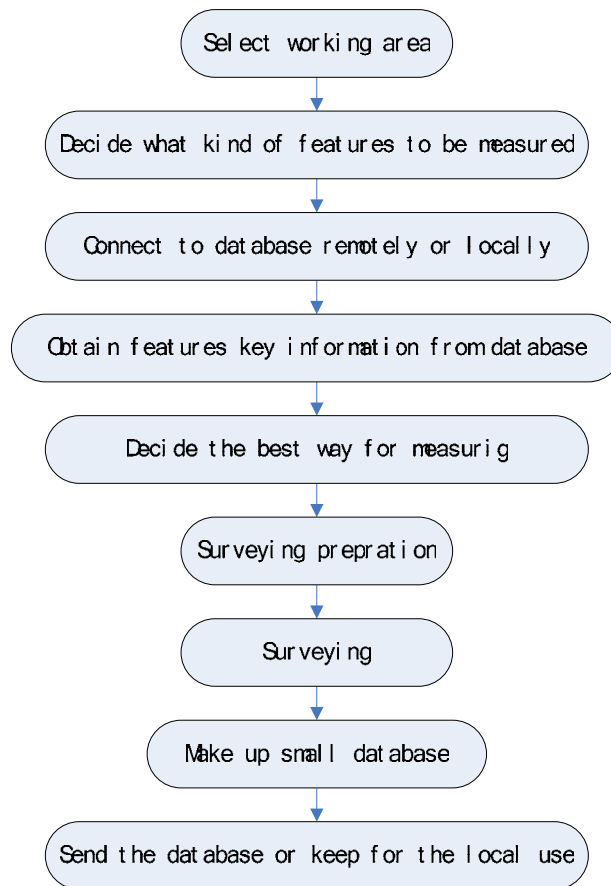 Select working area
Decide what kind of features to be measured
Connect to database remotely or locally
Obtain features key information from database
Decide the best way for measurig
Surveying prepration
Surveying
Make up small database
Send the database or keep for the local use